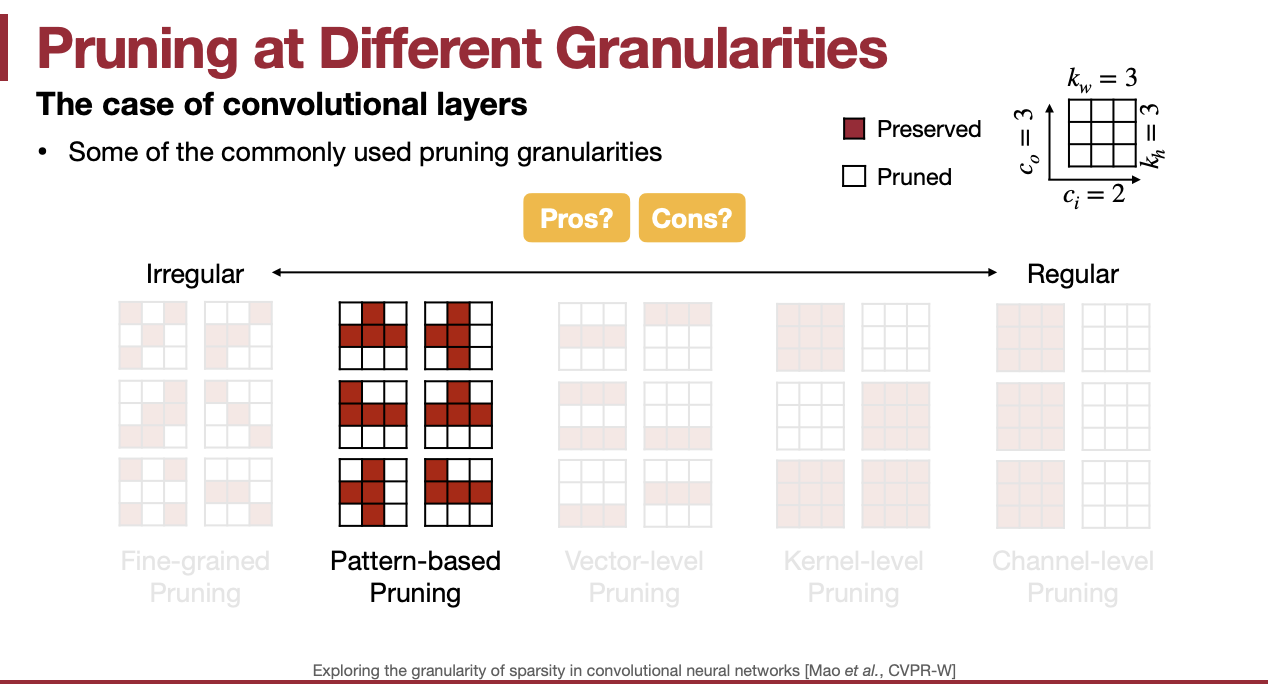 Pruning at Different Granularities
The case of convolutional layers
• Some of the commonly used pruning granularities
Preserved
Pruned
k_w = 3
c_o = 3
k_h = 3
c_i = 2
Pros?
Cons?
Irregular
Regular
Fine-grained
Pruning
Pattern-based
Pruning
Vector-level
Pruning
Kernel-level
Pruning
Channel-level
Pruning
Exploring the granularity of sparsity in convolutional neural networks [Mao et al., CVPR-W]